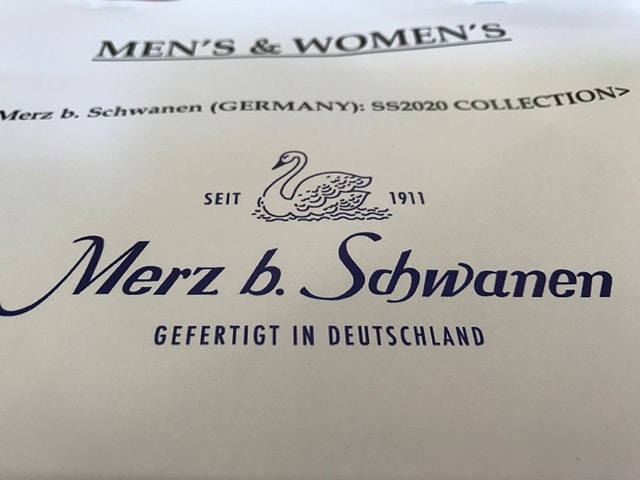 MEN'S & WOMEN'S
Merz b. Schwanen (GERMANY): SS2020 COLLECTION>
SEIT 1911
Merz b. Schwanen
GEFERTIGT IN DEUTSCHLAND